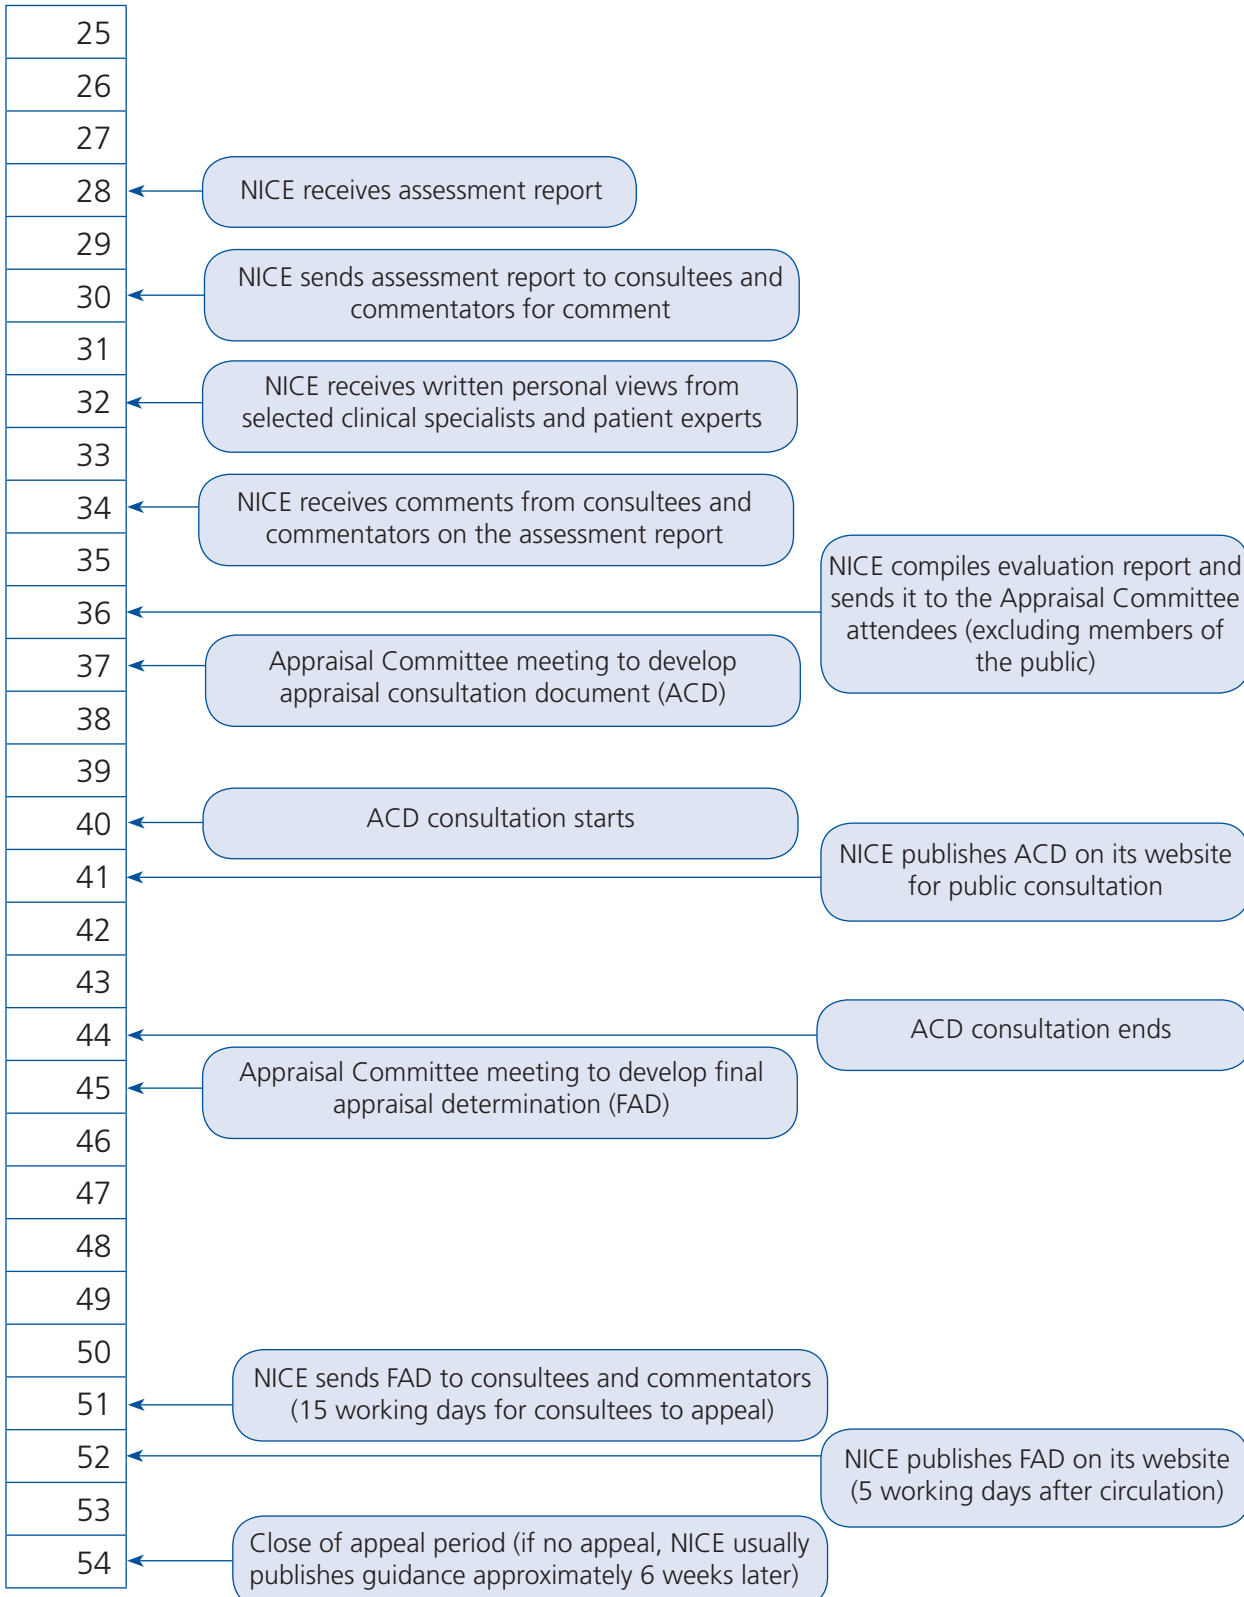 25
26
27
28
NICE receives assessment report
29
30
NICE sends assessment report to consultees and
commentators for comment
31
32
NICE receives written personal views from
selected clinical specialists and patient experts
33
34
NICE receives comments from consultees and
commentators on the assessment report
35
36
NICE compiles evaluation report and
sends it to the Appraisal Committee
attendees (excluding members of
the public)
37
Appraisal Committee meeting to develop
appraisal consultation document (ACD)
38
39
40
ACD consultation starts
41
NICE publishes ACD on its website
for public consultation
42
43
44
ACD consultation ends
45
Appraisal Committee meeting to develop final
appraisal determination (FAD)
46
47
48
49
50
51
NICE sends FAD to consultees and commentators
(15 working days for consultees to appeal)
52
NICE publishes FAD on its website
(5 working days after circulation)
53
54
Close of appeal period (if no appeal, NICE usually
publishes guidance approximately 6 weeks later)